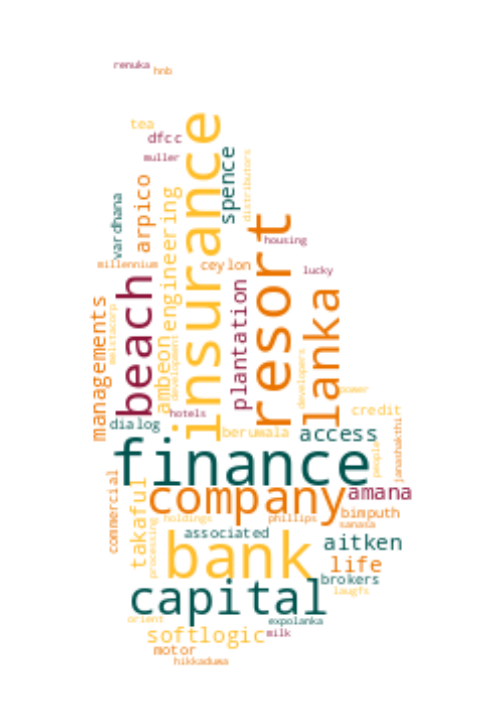 renuka
hnb
tea
dfcc
muller
insurance
spence
distributors
arpico
vardhana
engineering
housing
resort
millennium
ceylon
lucky
beach
plantation
lanka
managements
ambeon
development
developers
power
credit
hotels
dialog
berumala
access
people
janashakthi
finance
company
amana
commercial
takaful
processing
holdings
phillips
bimputh
sanasa
associated
aitken
bank
life
brokers
laugfs
capital
orient
expolanka
softlogic
milk
motor
hikkaduwa